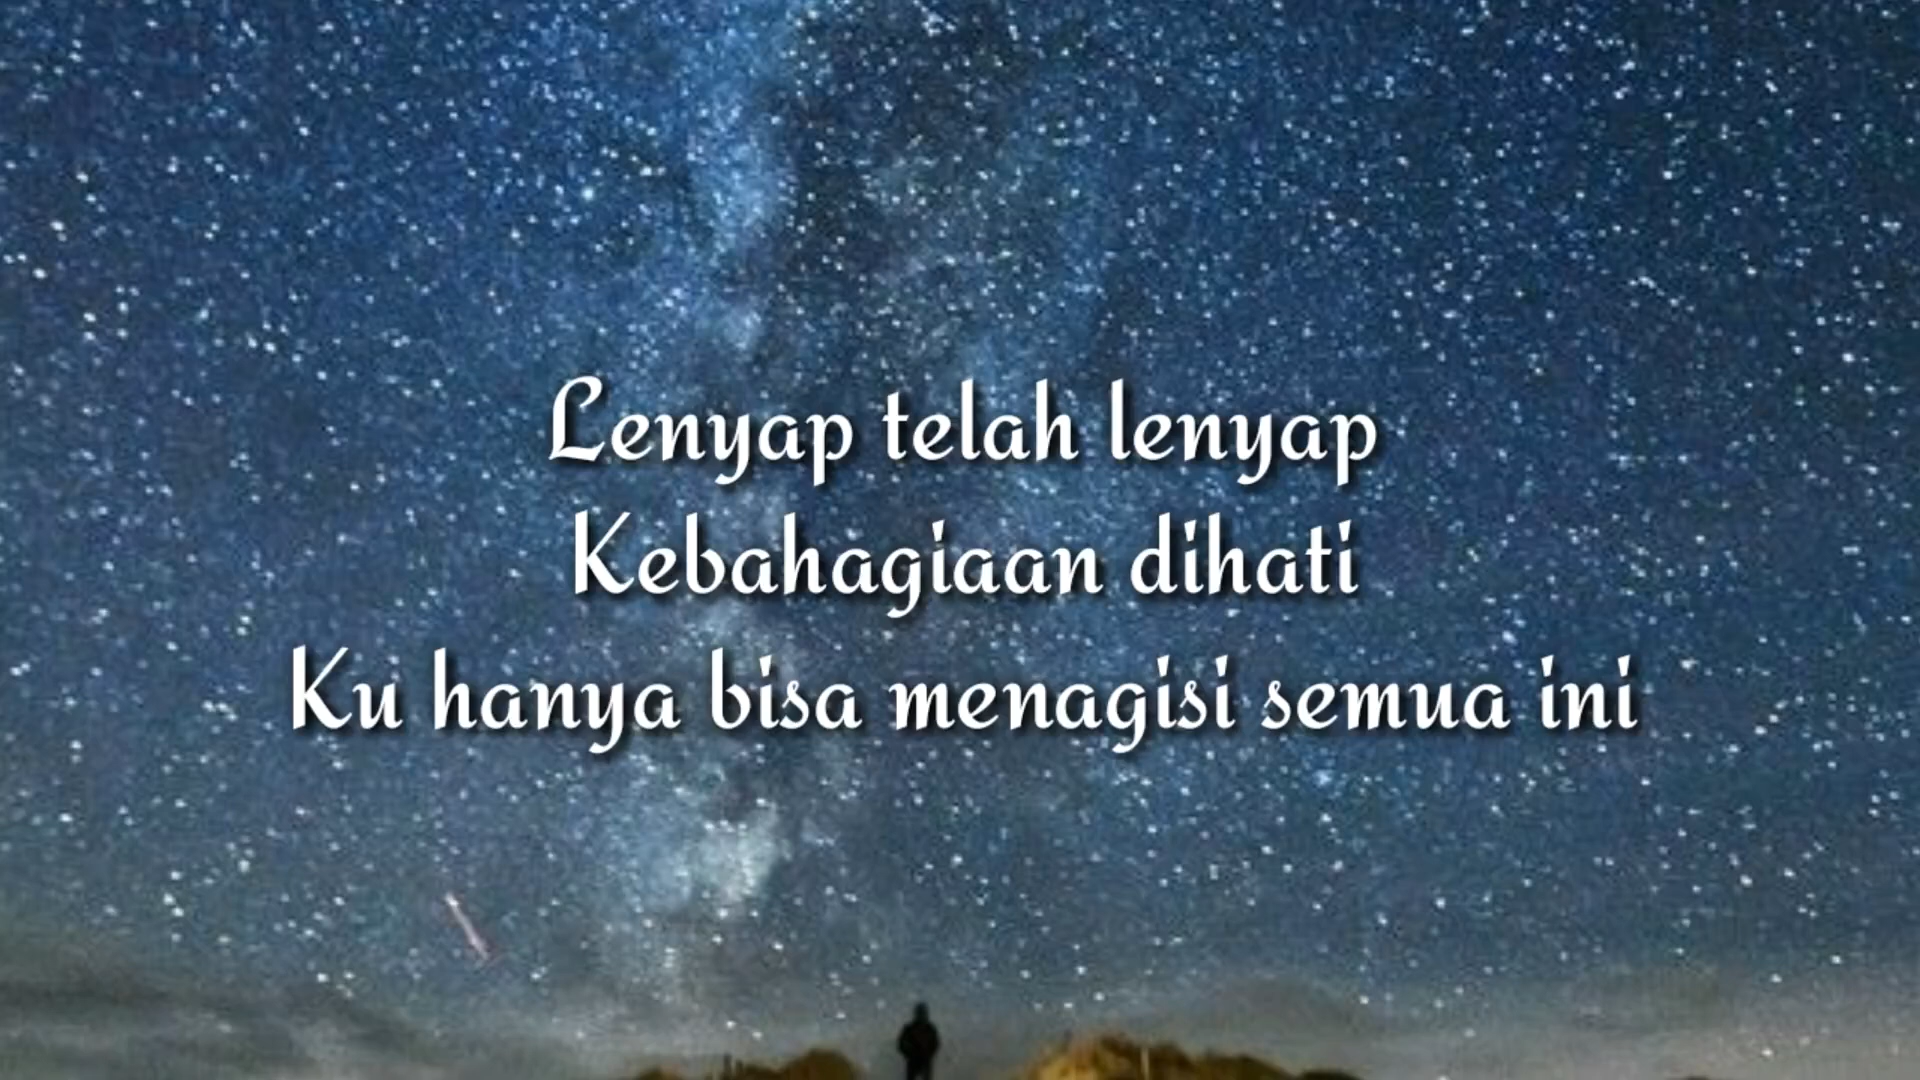 Lenyap telah lenyap
Kebahagiaan dihati
Ku hanya bisa menagisi semua ini